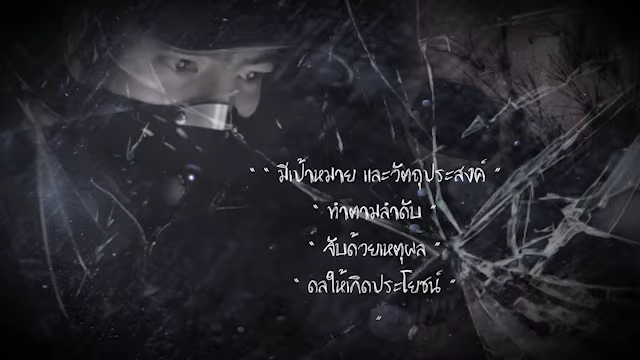 “ “ มีเป้าหมาย และวัตถุประสงค์ “
“ ทำตามลำดับ “
“ จับด้วยเหตุผล “
“ ดลให้เกิดประโยชน์ “
“